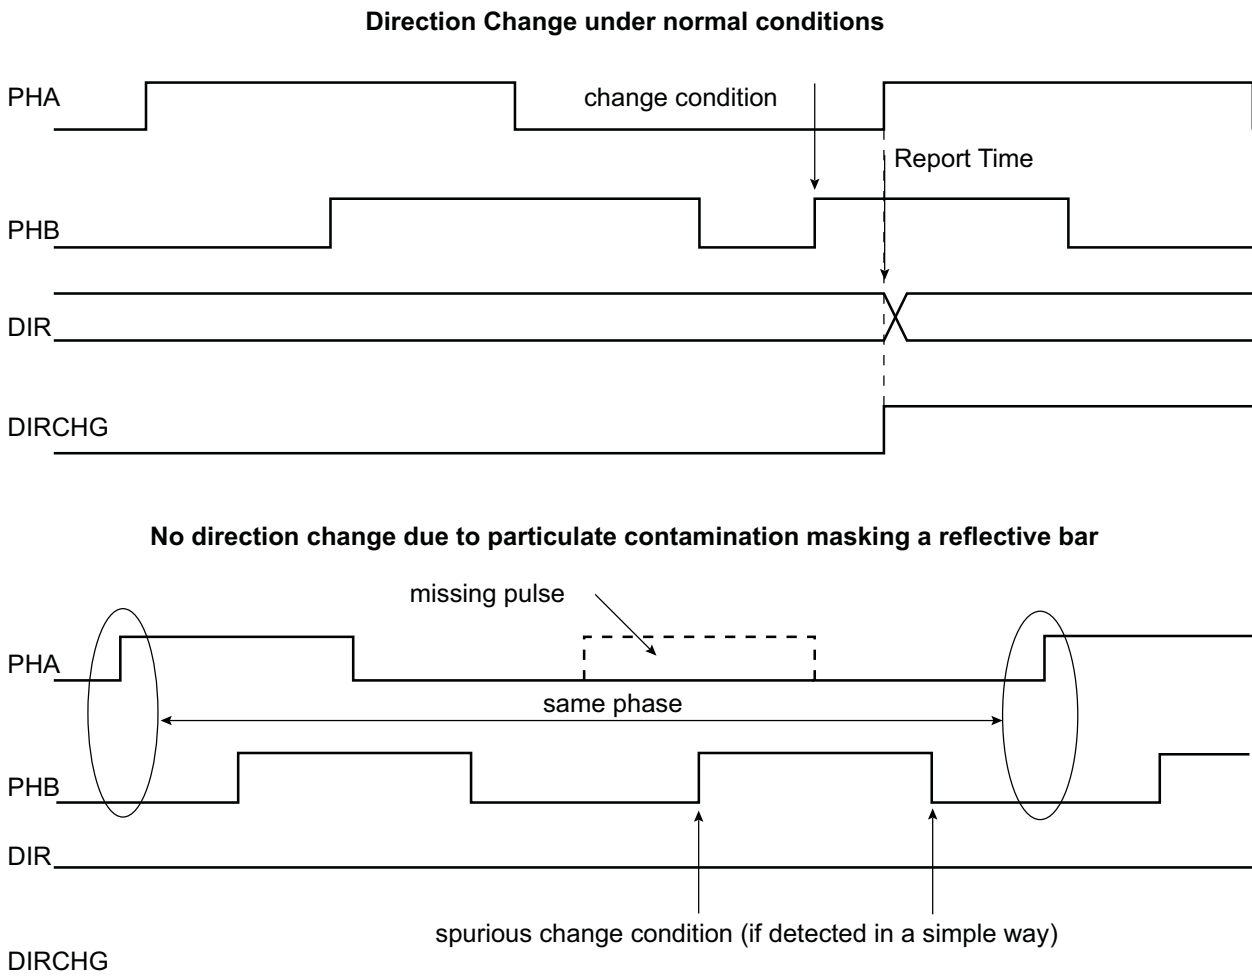 Direction Change under normal conditions
PHA
change condition
Report Time
PHB
DIR
DIRCHG
No direction change due to particulate contamination masking a reflective bar
missing pulse
PHA
same phase
PHB
DIR
spurious change condition (if detected in a simple way)
DIRCHG